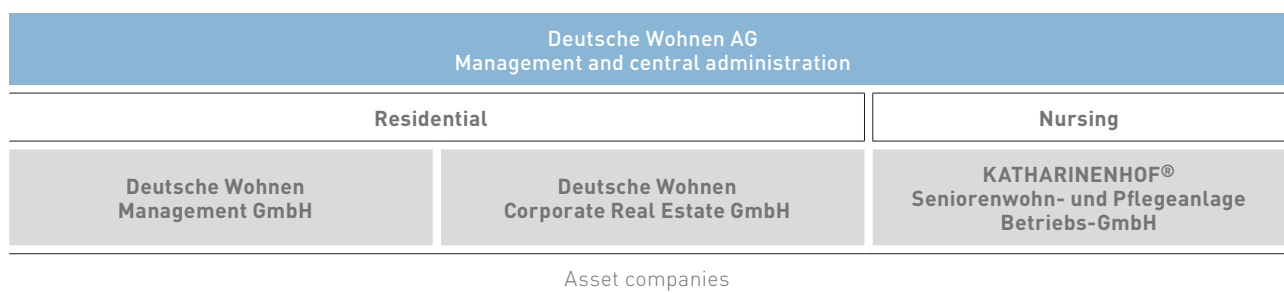 Deutsche Wohnen AG
Management and central administration
Residential
Nursing
Deutsche Wohnen
Management GmbH
Deutsche Wohnen
Corporate Real Estate GmbH
KATHARINENHOF®
Seniorenwohn- und Pflegeanlage
Betriebs-GmbH
Asset companies